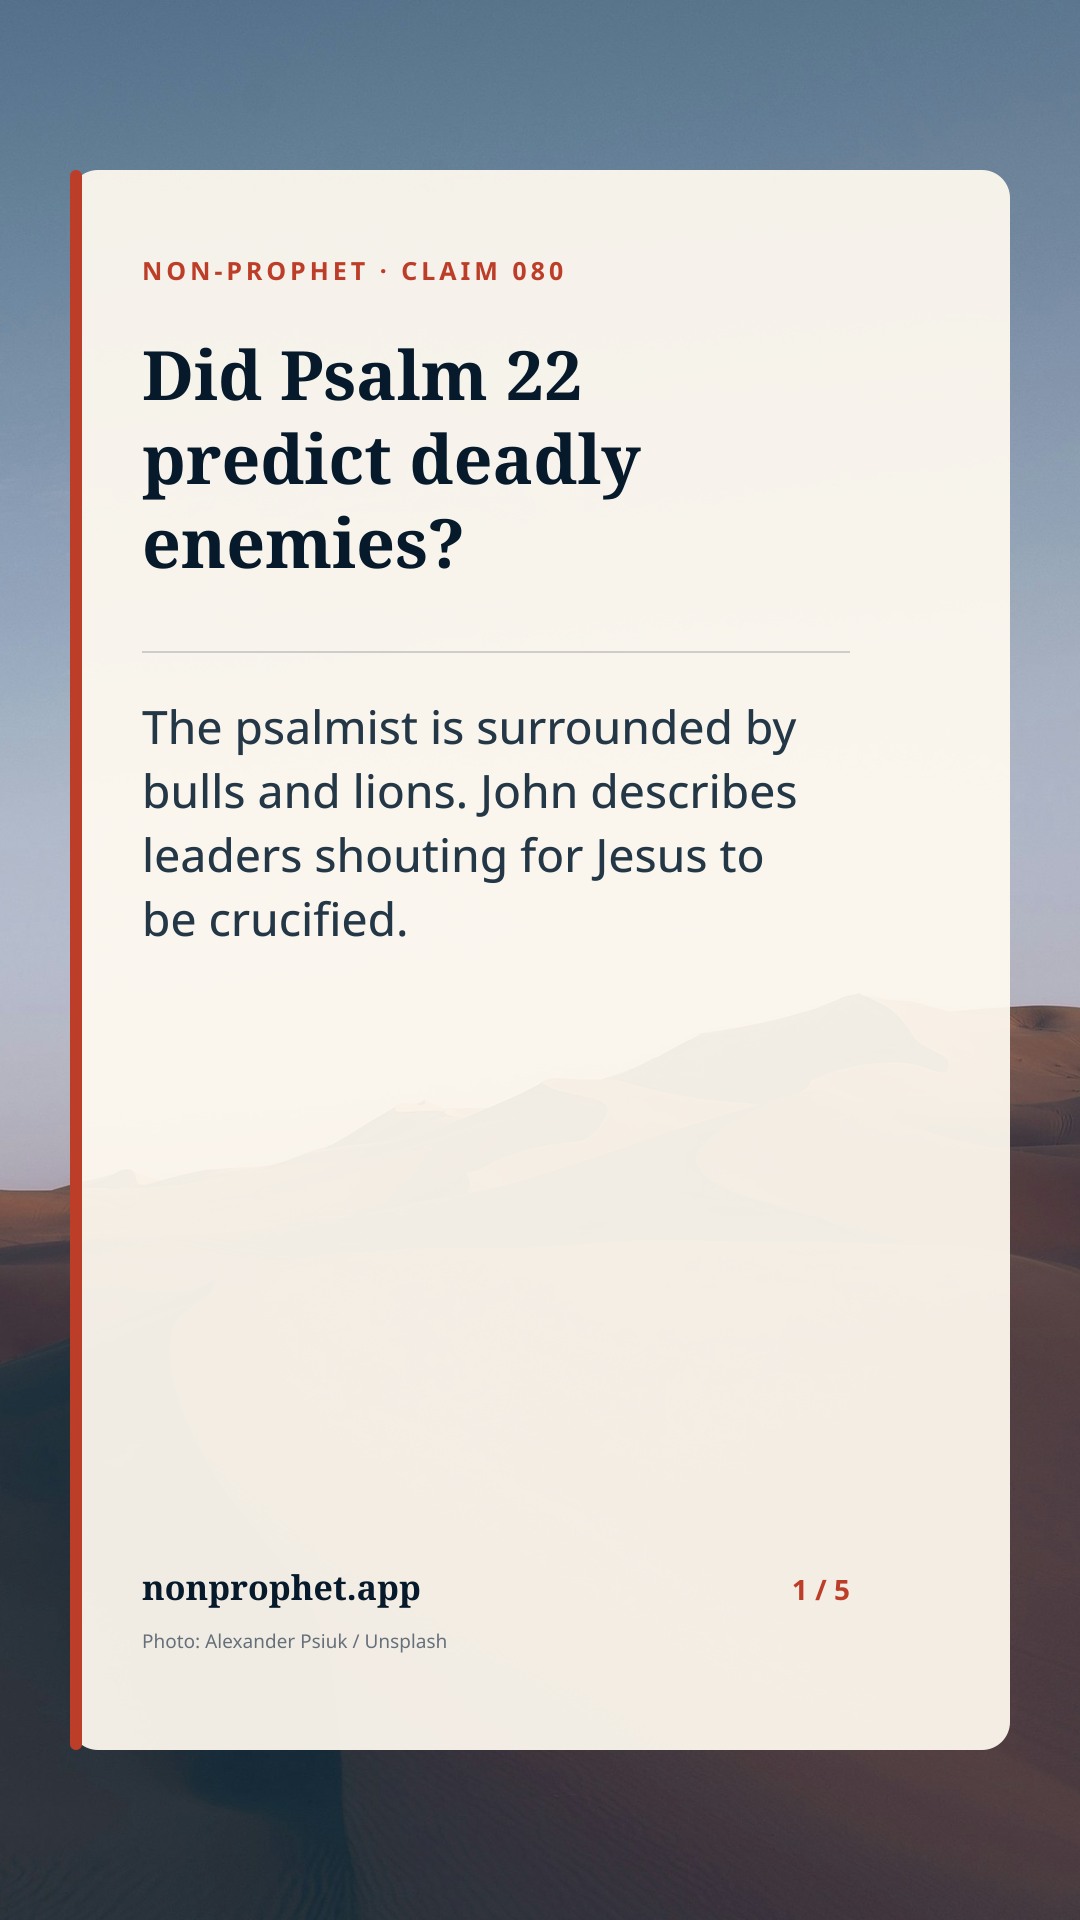 NON-PROPHET · CLAIM 080
Did Psalm 22
predict deadly
enemies?
The psalmist is surrounded by
bulls and lions. John describes
leaders shouting for Jesus to
be crucified.
nonprophet.app
1 / 5
Photo: Alexander Psiuk / Unsplash